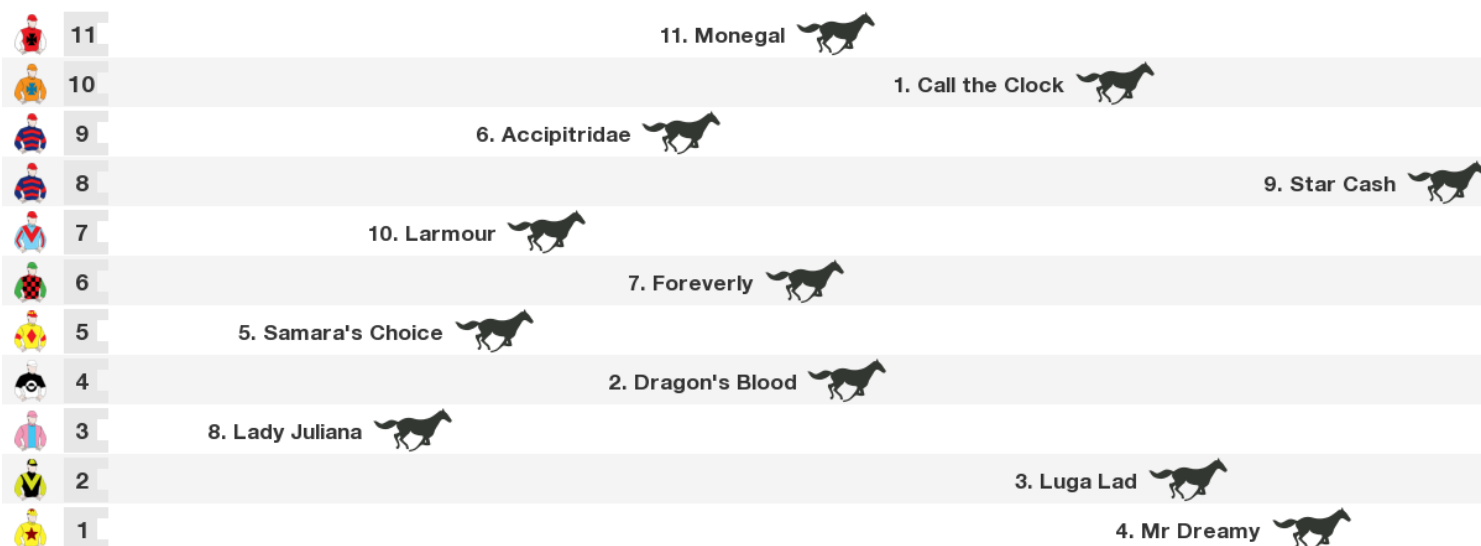 11 11. Monegal
10 1. Call the Clock
9 6. Accipitridae
8 9. Star Cash
7 10. Larmour
6 7. Foreverly
5 5. Samara's Choice
4 2. Dragon's Blood
3 8. Lady Juliana
2 3. Luga Lad
1 4. Mr Dreamy